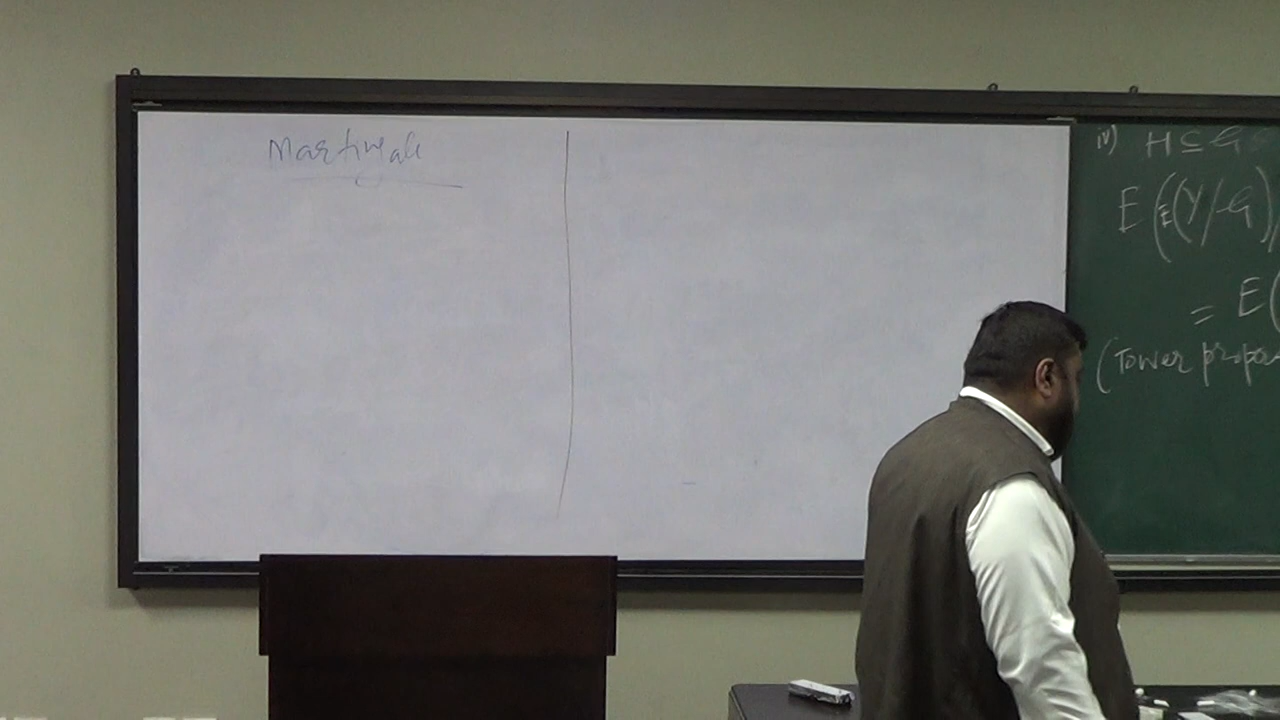 Martingale
iv) H ⊆ G
E(E(Y/G)/
= E(
(Tower proper